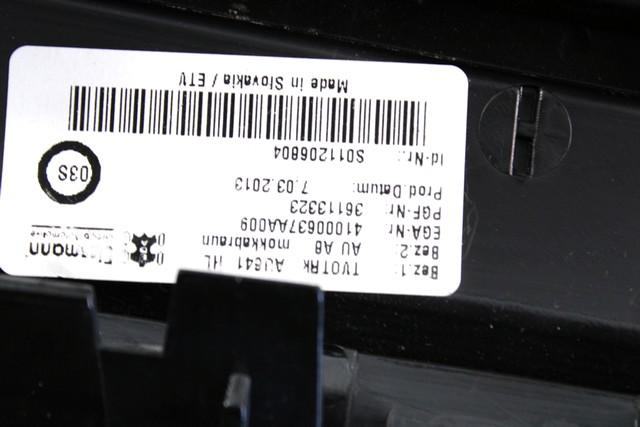 Eissmann
Bez.1: TVOTRK AU641 HL
Bez.2: AU A8 mokkabraun
EGA-Nr: 41000637AA009
PGF-Nr: 36113323
Prod.Datum: 7.03.2013
03S
Id-Nr.: S011206804
Made in Slovakia / ETV